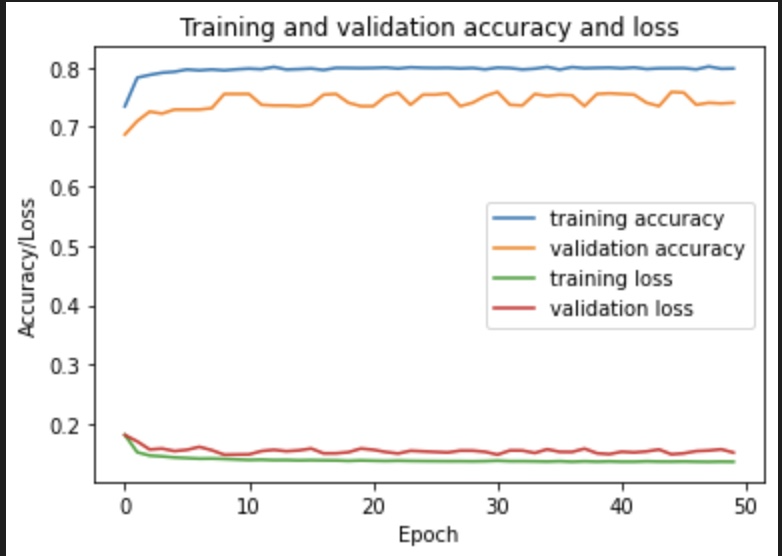 Training and validation accuracy and loss
0.8
0.7
0.6
0.5
0.4
0.3
0.2
Accuracy/Loss
training accuracy
validation accuracy
training loss
validation loss
0 10 20 30 40 50
Epoch